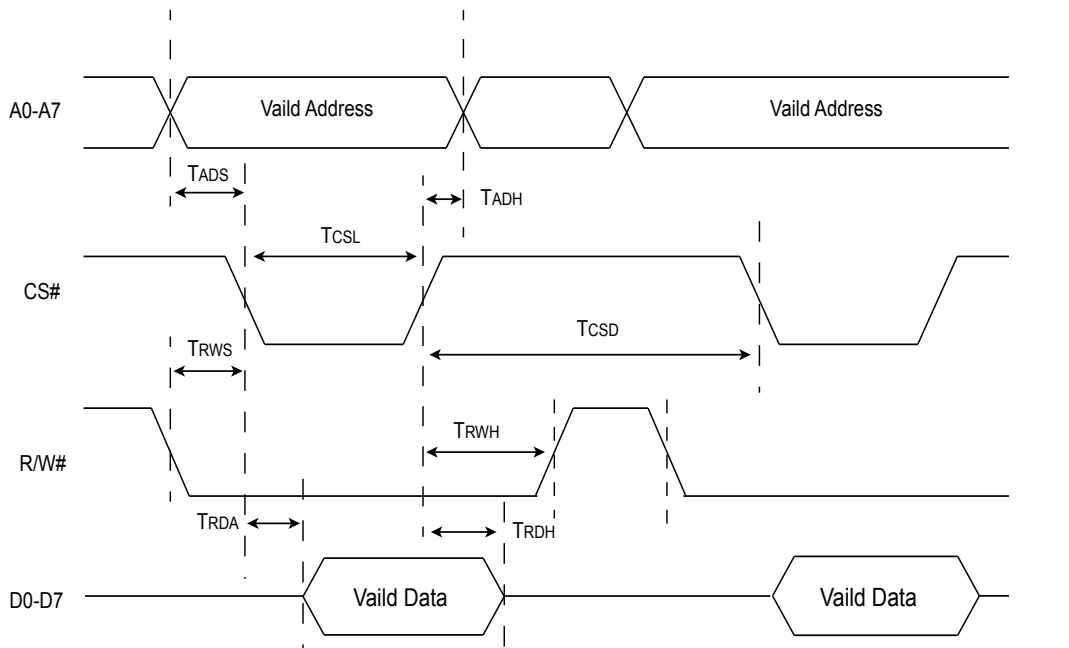 A0-A7
Vaild Address
Vaild Address
TADS
TADH
TCSL
CS#
TCSD
TRWS
TRWH
R/W#
TRDA
TRDH
D0-D7
Vaild Data
Vaild Data